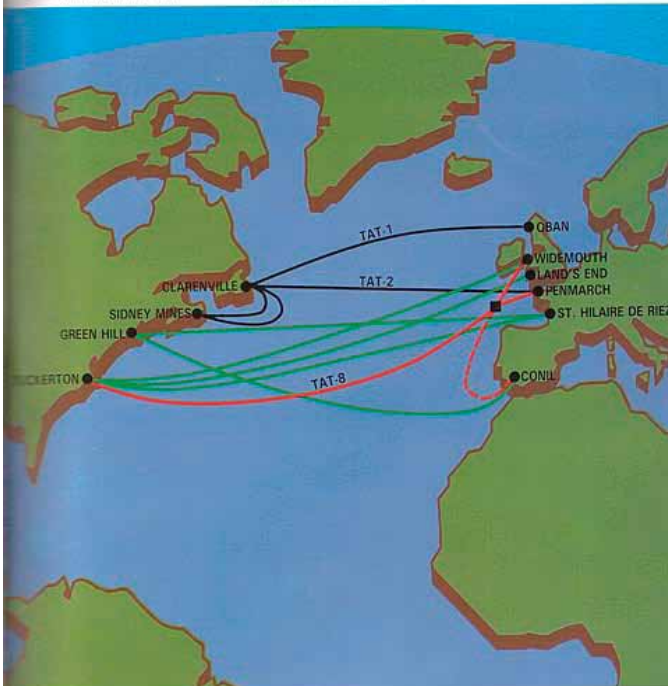 TAT-1
OBAN
WIDEMOUTH
LAND'S END
CLARENVILLE
TAT-2
PENMARCH
SIDNEY MINES
ST. HILAIRE DE RIEZ
GREEN HILL
TAT-8
CONIL